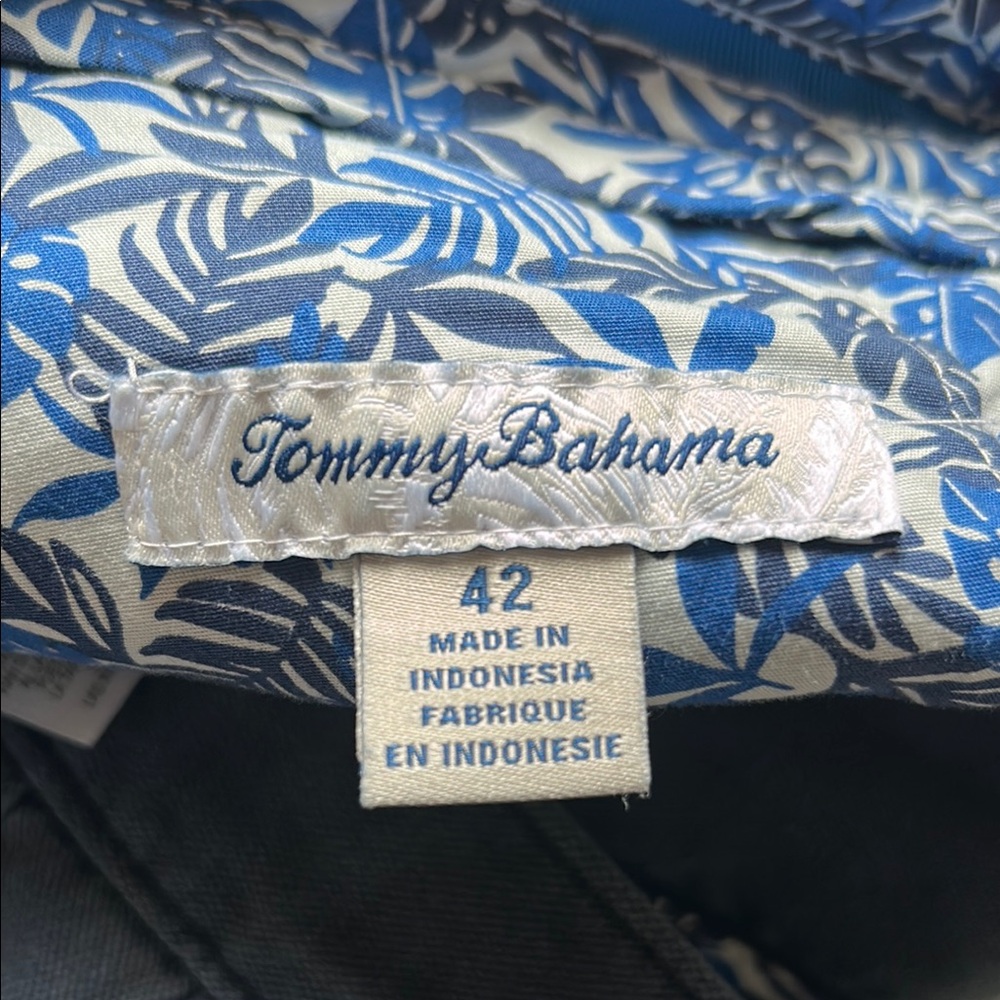 Tommy Bahama
42
MADE IN
INDONESIA
FABRIQUE
EN INDONESIE